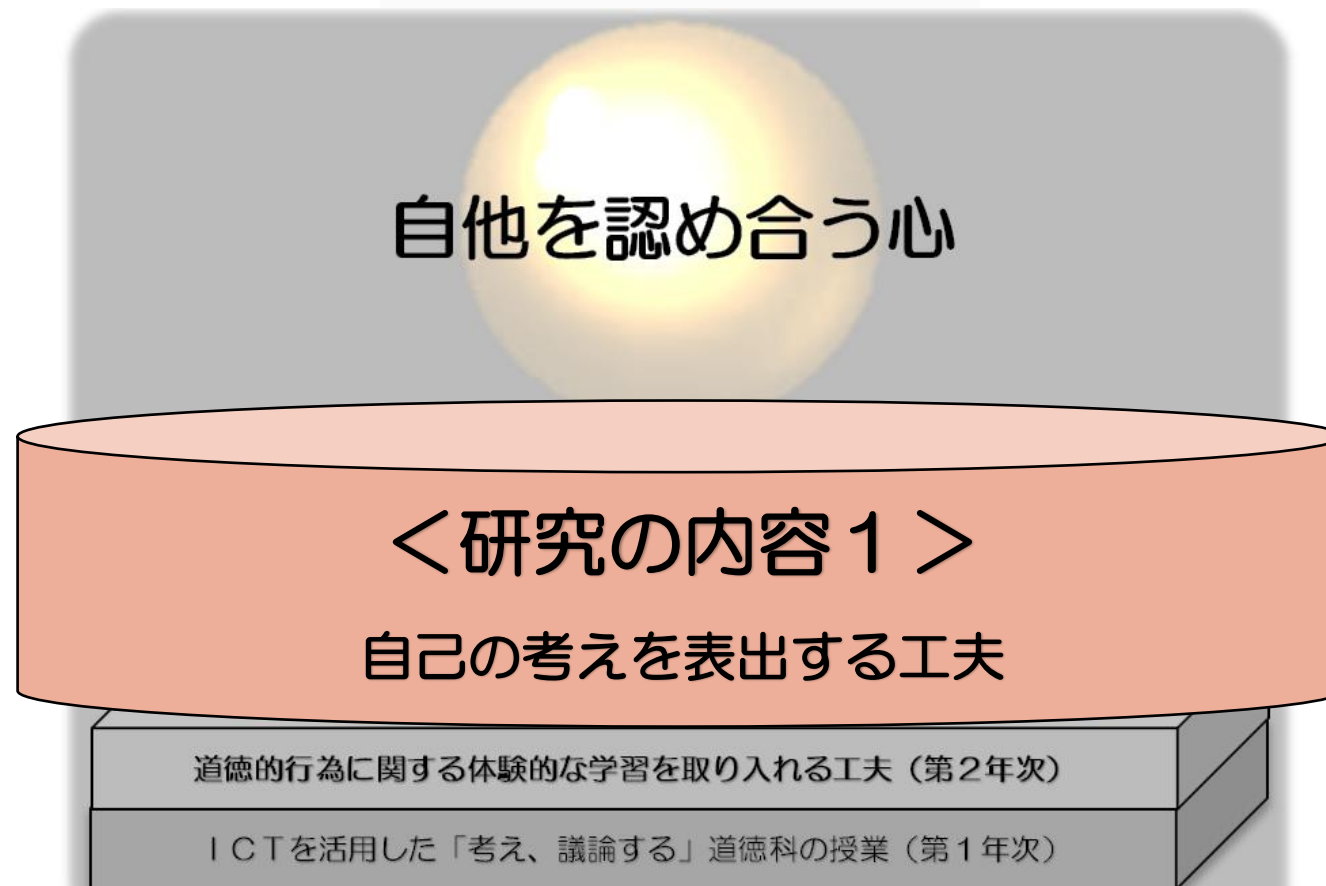 自他を認め合う心
＜研究の内容１＞
自己の考えを表出する工夫
道徳的行為に関する体験的な学習を取り入れる工夫（第２年次）
ＩＣＴを活用した「考え、議論する」道徳科の授業（第１年次）